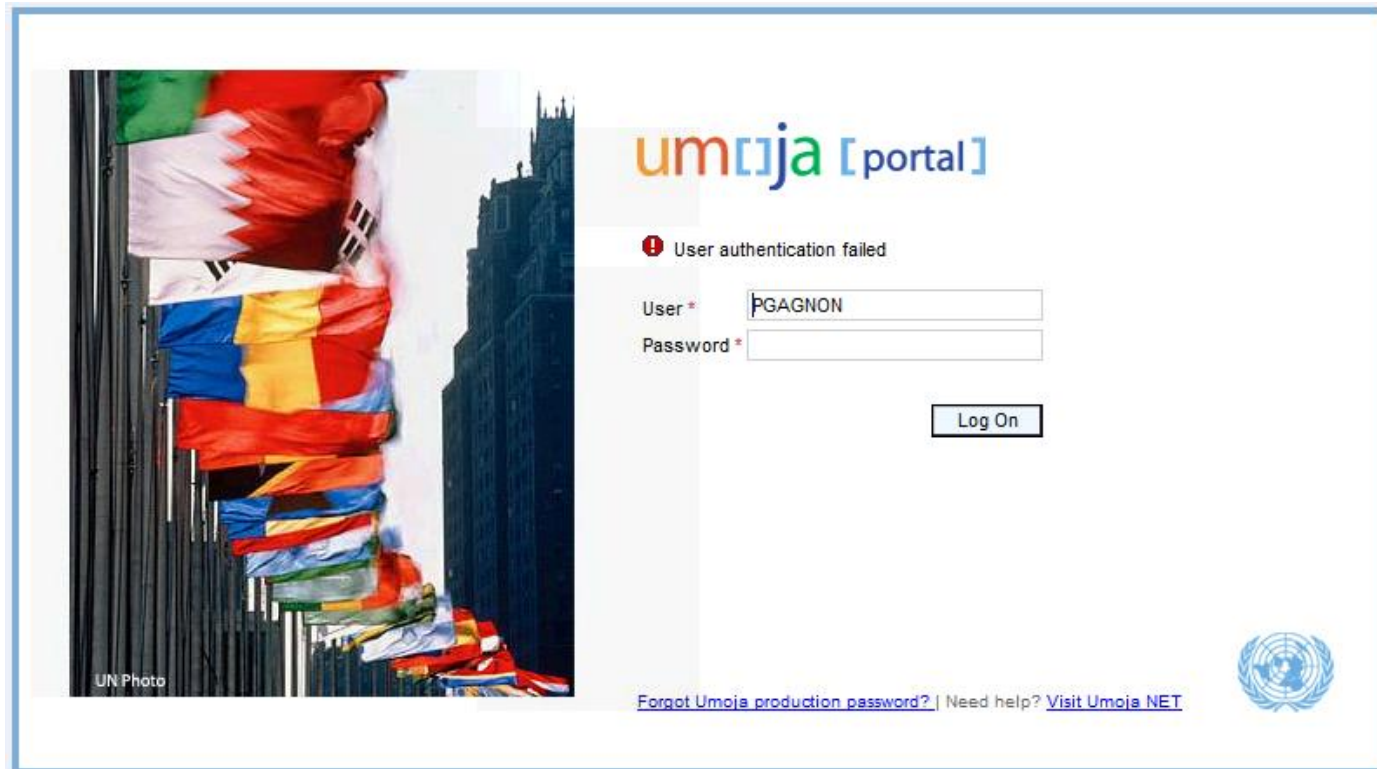 um[]ja [portal]
User authentication failed
User * PGAGNON
Password *
Log On
UN Photo
Forgot Umoja production password? | Need help? Visit Umoja NET